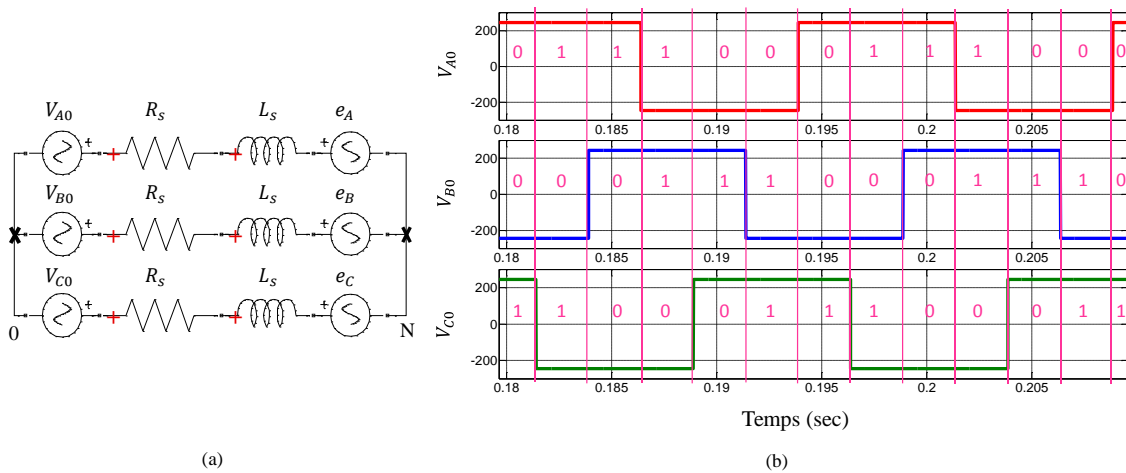 V_A0 R_s L_s e_A
V_B0 R_s L_s e_B
V_C0 R_s L_s e_C
0 N
(a)
V_A0
200
0
-200
0 1 1 1 0 0 0 1 1 1 0 0 0
0.18 0.185 0.19 0.195 0.2 0.205
V_B0
200
0
-200
0 0 0 1 1 1 0 0 0 1 1 1 0
0.18 0.185 0.19 0.195 0.2 0.205
V_C0
200
0
-200
1 1 0 0 0 1 1 1 0 0 0 1 1
0.18 0.185 0.19 0.195 0.2 0.205
Temps (sec)
(b)